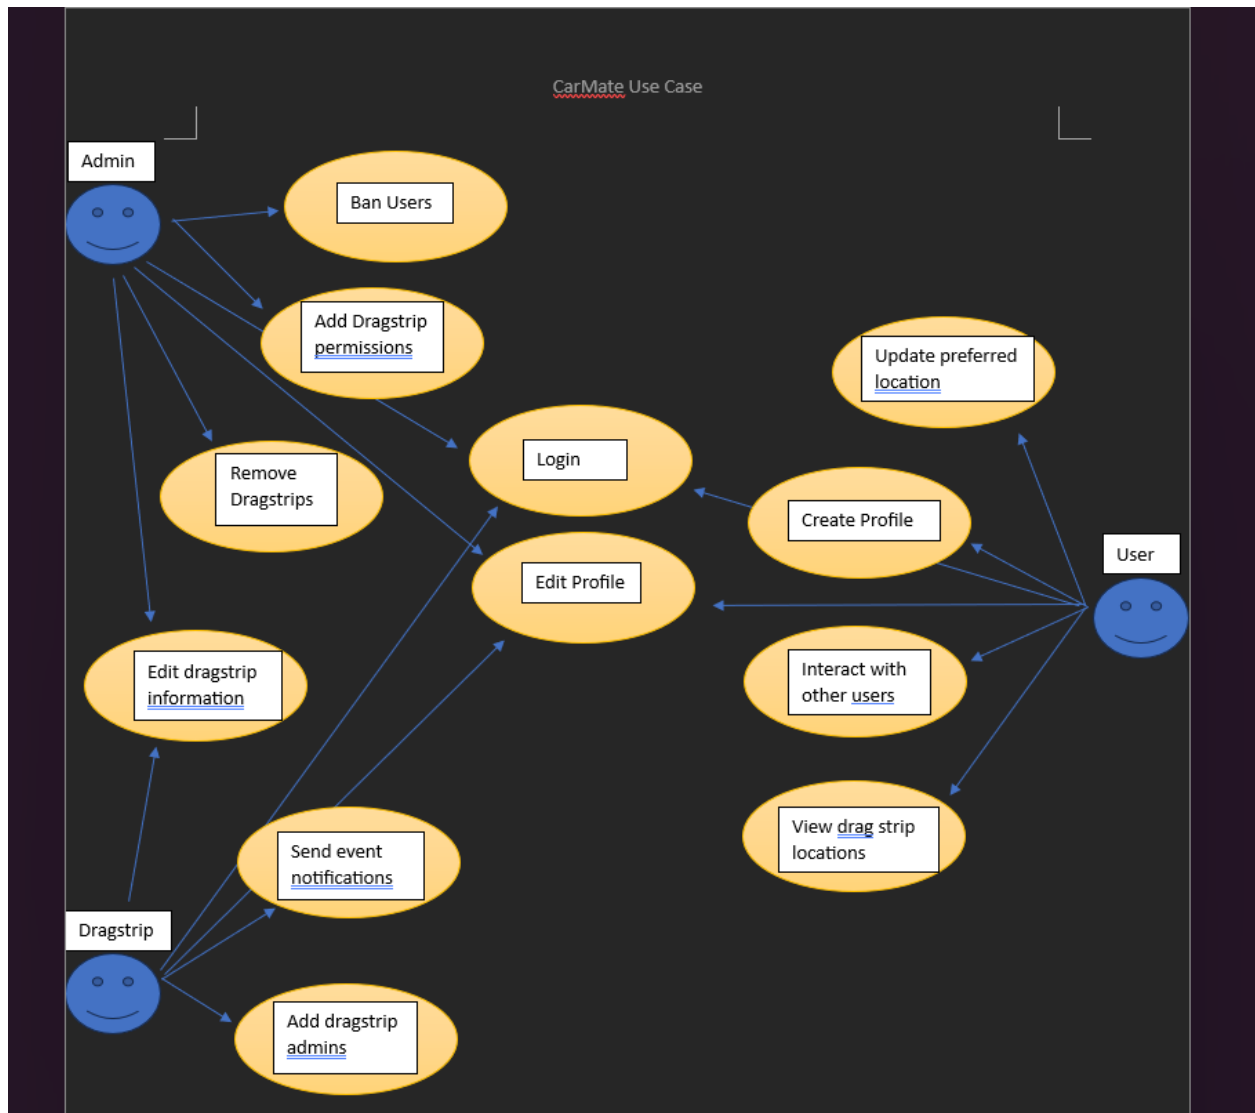 CarMate Use Case
Admin
Ban Users
Add Dragstrip
permissions
Update preferred
location
Login
Remove
Dragstrips
Create Profile
User
Edit Profile
Edit dragstrip
information
Interact with
other users
View drag strip
locations
Send event
notifications
Dragstrip
Add dragstrip
admins